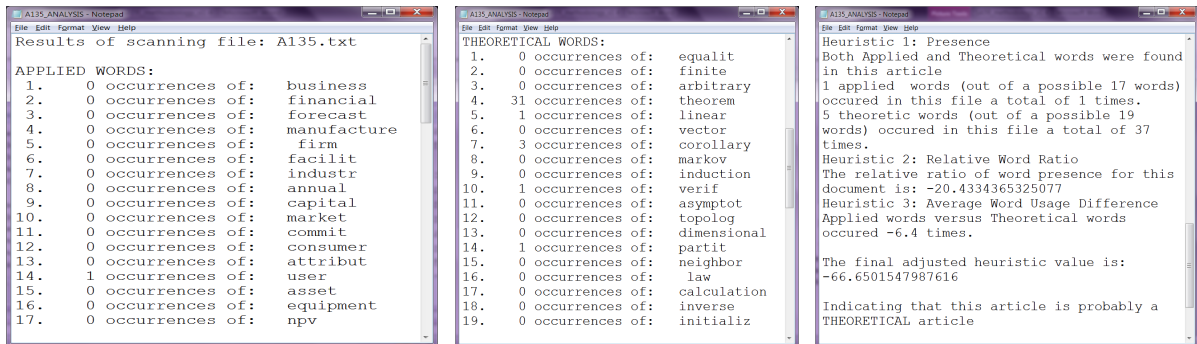 A135_ANALYSIS - Notepad
File Edit Format View Help
Results of scanning file: A135.txt
APPLIED WORDS:
1. 0 occurrences of: business
2. 0 occurrences of: financial
3. 0 occurrences of: forecast
4. 0 occurrences of: manufacture
5. 0 occurrences of: firm
6. 0 occurrences of: facilit
7. 0 occurrences of: industr
8. 0 occurrences of: annual
9. 0 occurrences of: capital
10. 0 occurrences of: market
11. 0 occurrences of: commit
12. 0 occurrences of: consumer
13. 0 occurrences of: attribut
14. 1 occurrences of: user
15. 0 occurrences of: asset
16. 0 occurrences of: equipment
17. 0 occurrences of: npv
A135_ANALYSIS - Notepad
File Edit Format View Help
THEORETICAL WORDS:
1. 0 occurrences of: equalit
2. 0 occurrences of: finite
3. 0 occurrences of: arbitrary
4. 31 occurrences of: theorem
5. 1 occurrences of: linear
6. 0 occurrences of: vector
7. 3 occurrences of: corollary
8. 0 occurrences of: markov
9. 0 occurrences of: induction
10. 1 occurrences of: verif
11. 0 occurrences of: asymptot
12. 0 occurrences of: topolog
13. 0 occurrences of: dimensional
14. 1 occurrences of: partit
15. 0 occurrences of: neighbor
16. 0 occurrences of: law
17. 0 occurrences of: calculation
18. 0 occurrences of: inverse
19. 0 occurrences of: initializ
A135_ANALYSIS - Notepad
File Edit Format View Help
Heuristic 1: Presence
Both Applied and Theoretical words were found
in this article
1 applied words (out of a possible 17 words)
occured in this file a total of 1 times.
5 theoretic words (out of a possible 19
words) occured in this file a total of 37
times.
Heuristic 2: Relative Word Ratio
The relative ratio of word presence for this
document is: -20.4334365325077
Heuristic 3: Average Word Usage Difference
Applied words versus Theoretical words
occured -6.4 times.
The final adjusted heuristic value is:
-66.6501547987616
Indicating that this article is probably a
THEORETICAL article